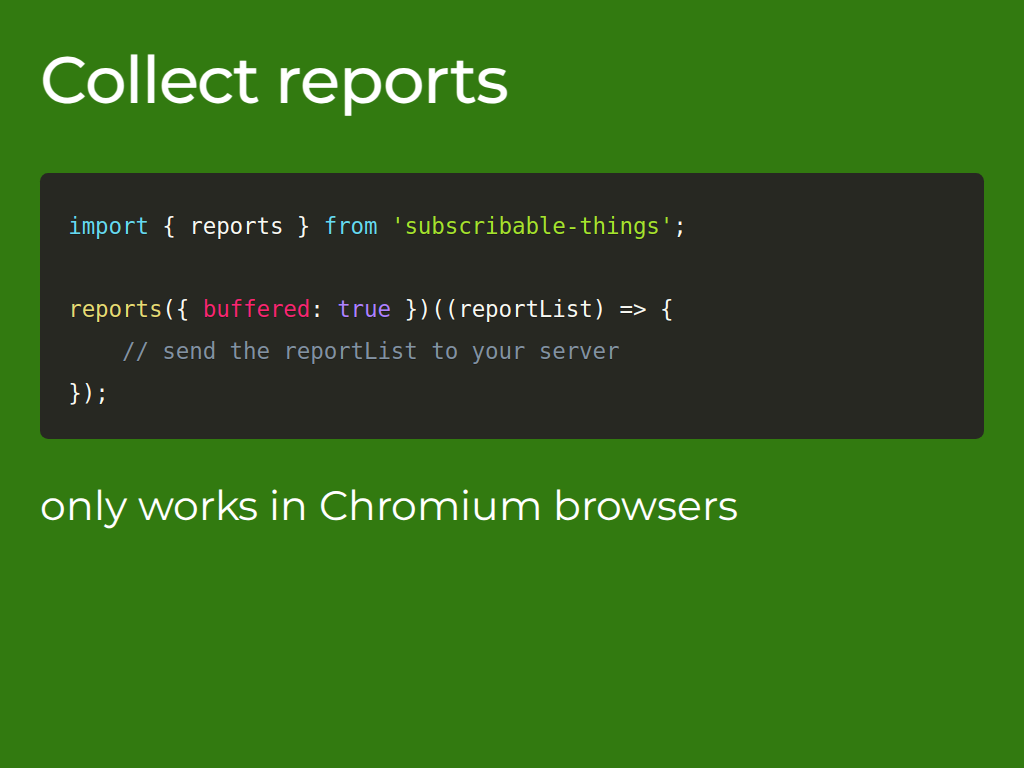 Collect reports
import { reports } from 'subscribable-things';
reports({ buffered: true })((reportList) => {
    // send the reportList to your server
});
only works in Chromium browsers